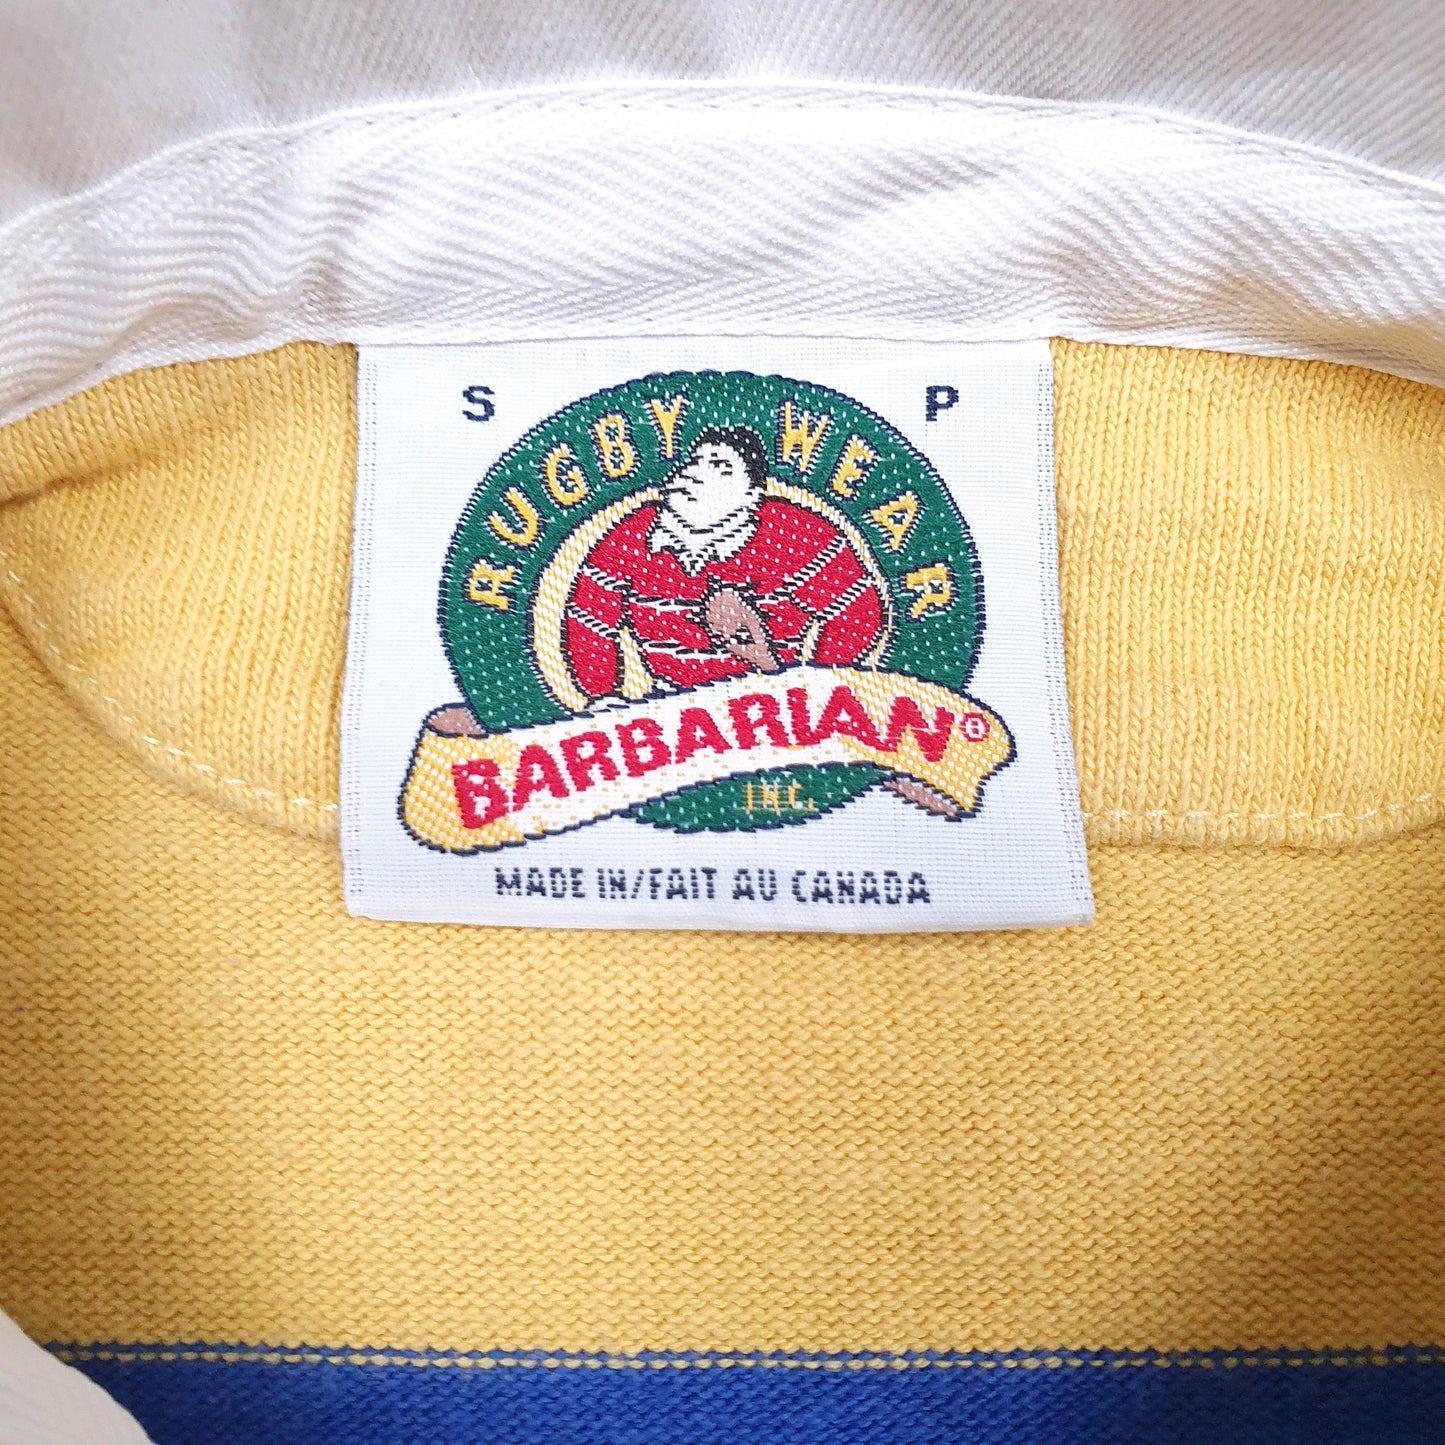 S P
RUGBY WEAR
BARBARIAN®
INC.
MADE IN/FAIT AU CANADA